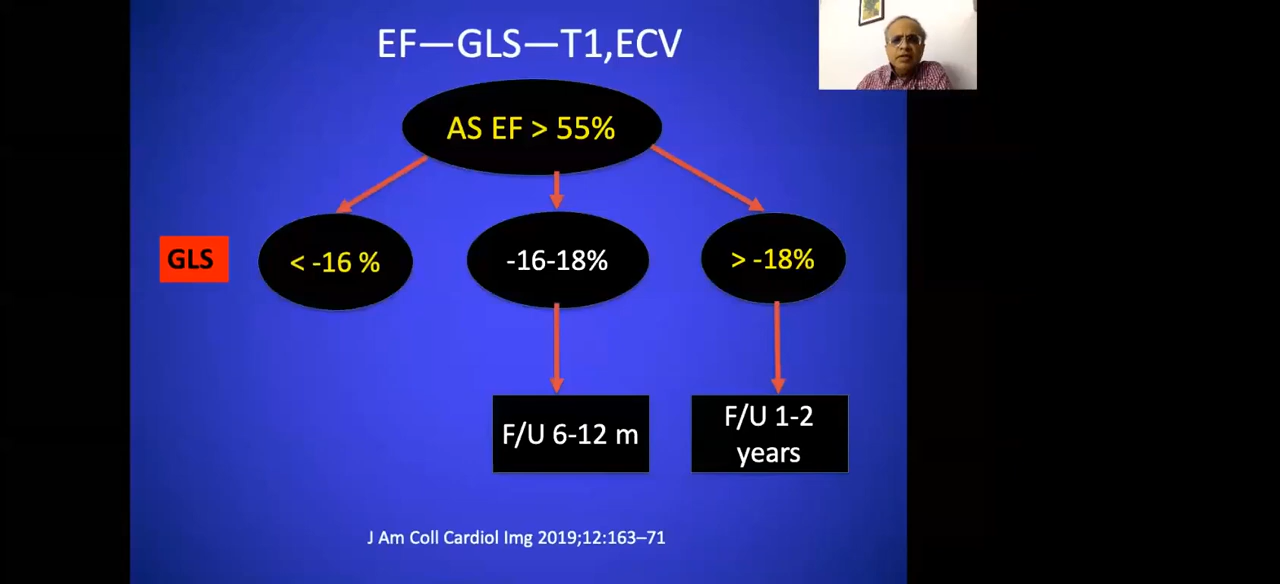 EF—GLS—T1,ECV
AS EF > 55%
GLS
< -16 %
-16-18%
> -18%
F/U 6-12 m
F/U 1-2
years
J Am Coll Cardiol Img 2019;12:163–71